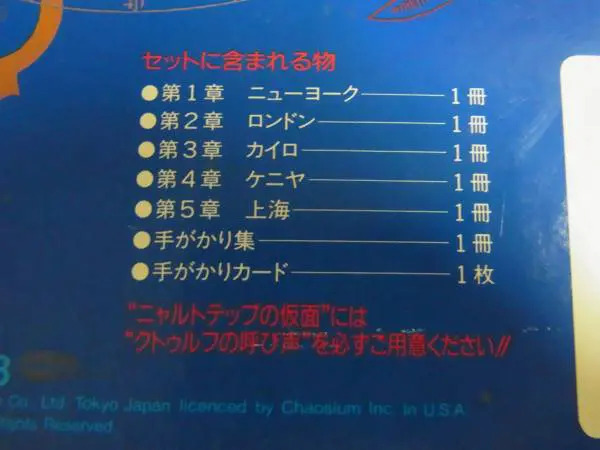 セットに含まれる物
●第1章 ニューヨーク――1冊
●第2章 ロンドン――1冊
●第3章 カイロ――1冊
●第4章 ケニヤ――1冊
●第5章 上海――1冊
●手がかり集――1冊
●手がかりカード――1枚
“ニャルトテップの仮面”には
“クトゥルフの呼び声”を必ずご用意ください!!
Co., Ltd. Tokyo Japan licenced by Chaosium Inc. in U.S.A.
Reserved.